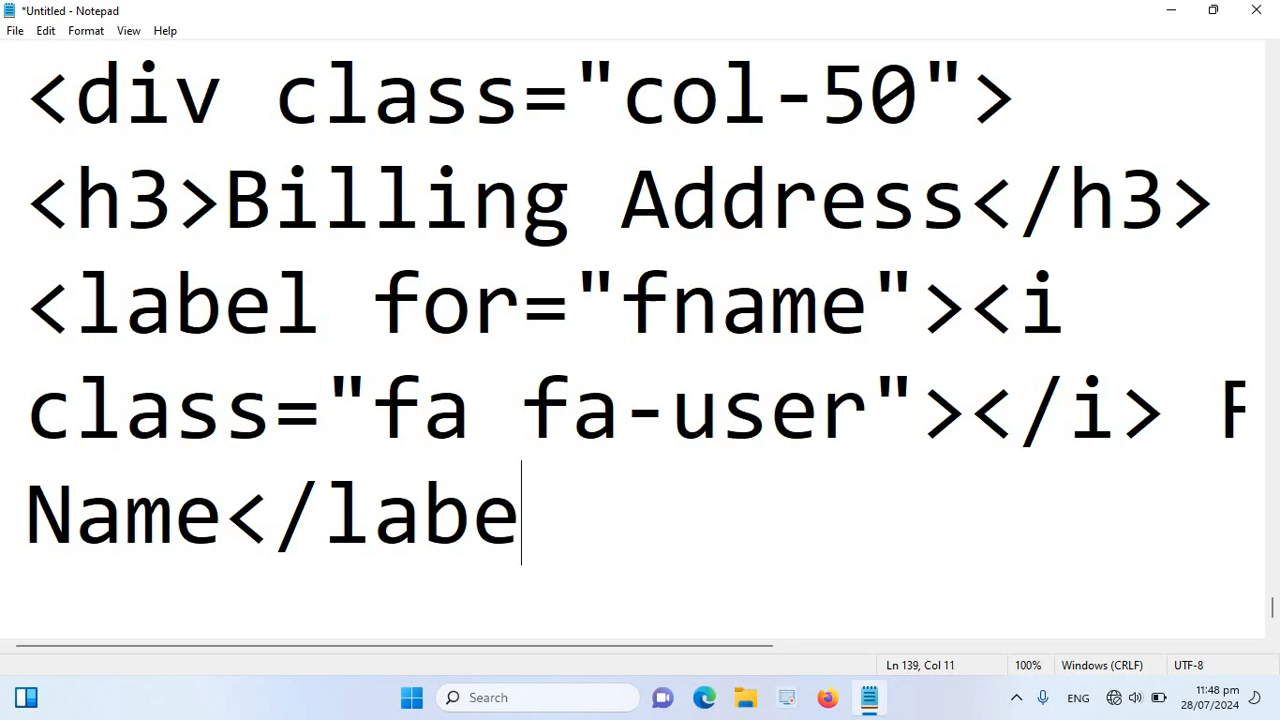 *Untitled - Notepad
File Edit Format View Help
<div class="col-50">
<h3>Billing Address</h3>
<label for="fname"><i
class="fa fa-user"></i> F
Name</labe
Ln 139, Col 11 100% Windows (CRLF) UTF-8
Search ENG 11:48 pm
28/07/2024